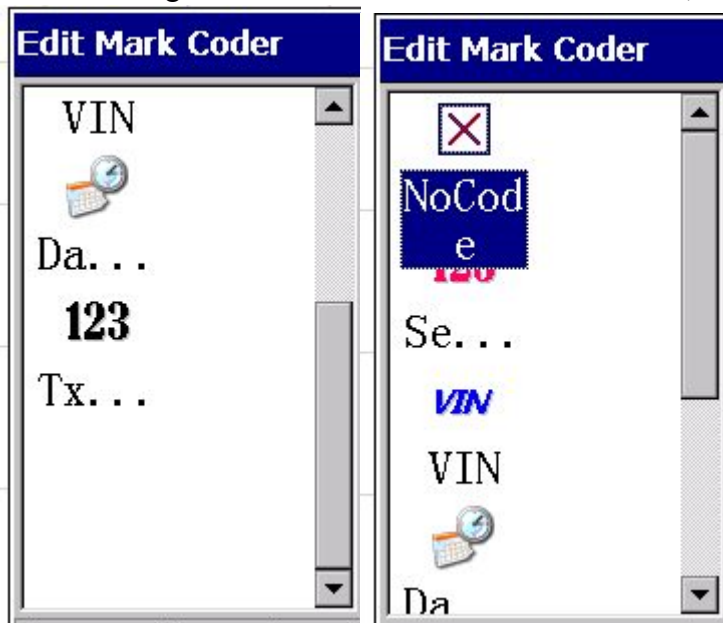 Edit Mark Coder
VIN
Da...
123
Tx...
Edit Mark Coder
NoCod
e
Se...
VIN
VIN
Da